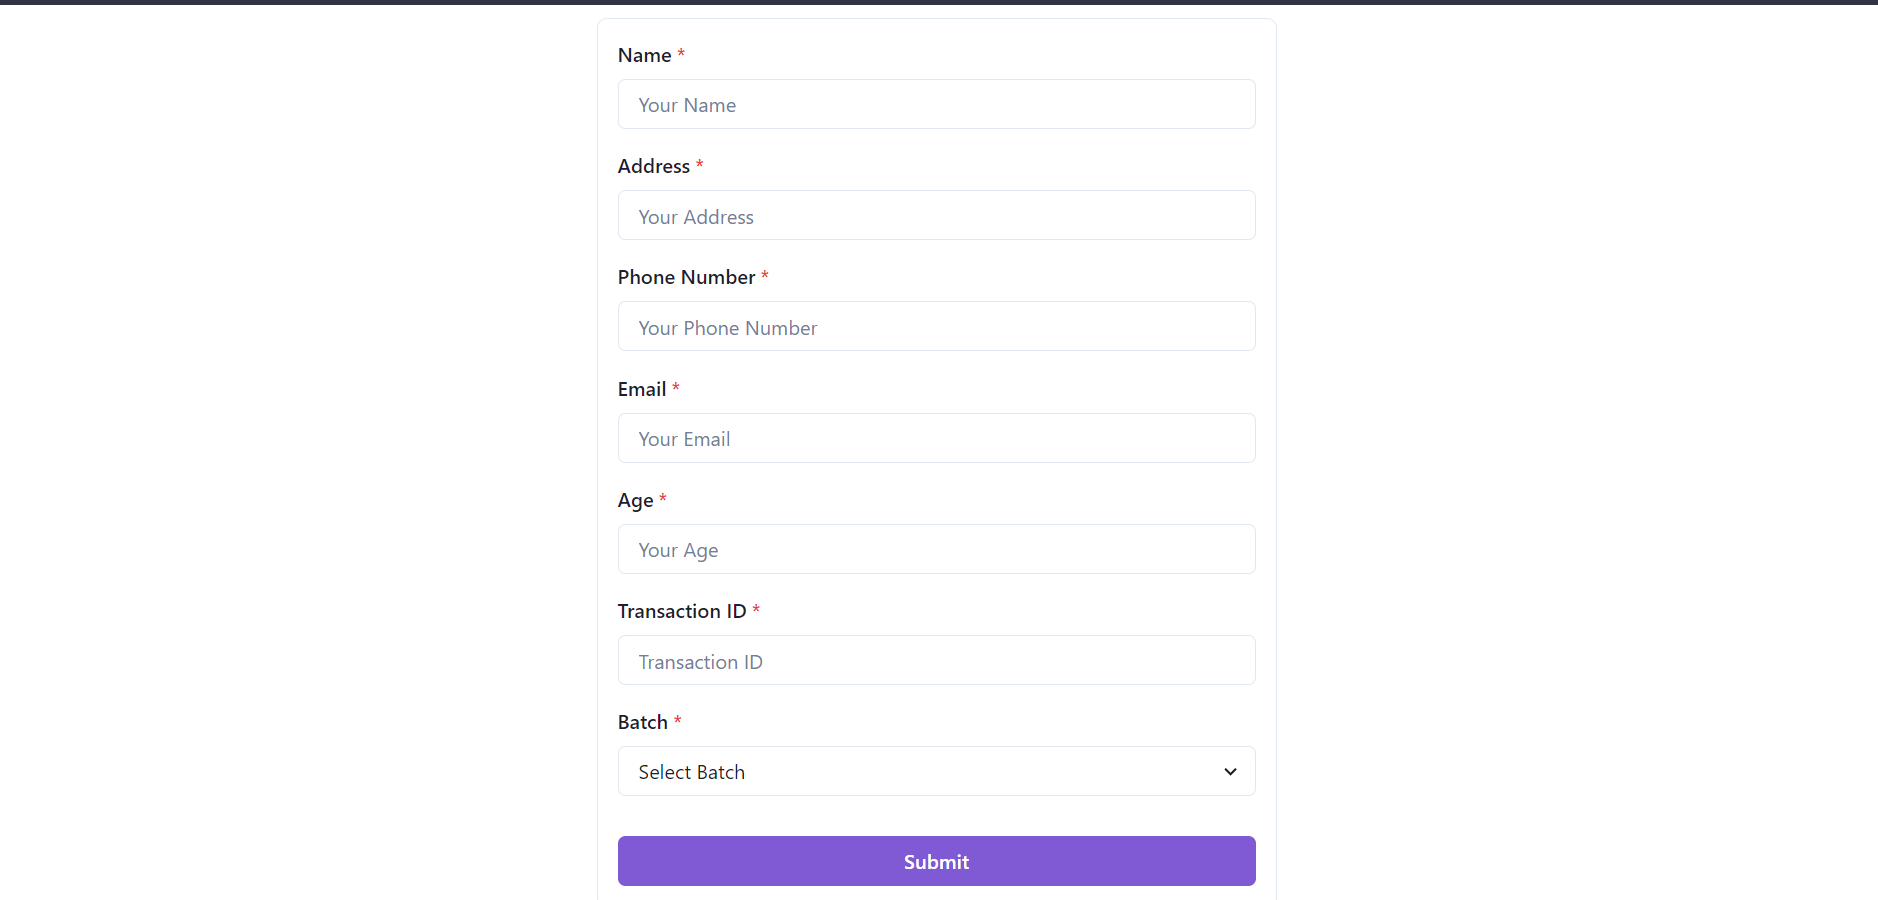 Name *
Your Name
Address *
Your Address
Phone Number *
Your Phone Number
Email *
Your Email
Age *
Your Age
Transaction ID *
Transaction ID
Batch *
Select Batch
Submit